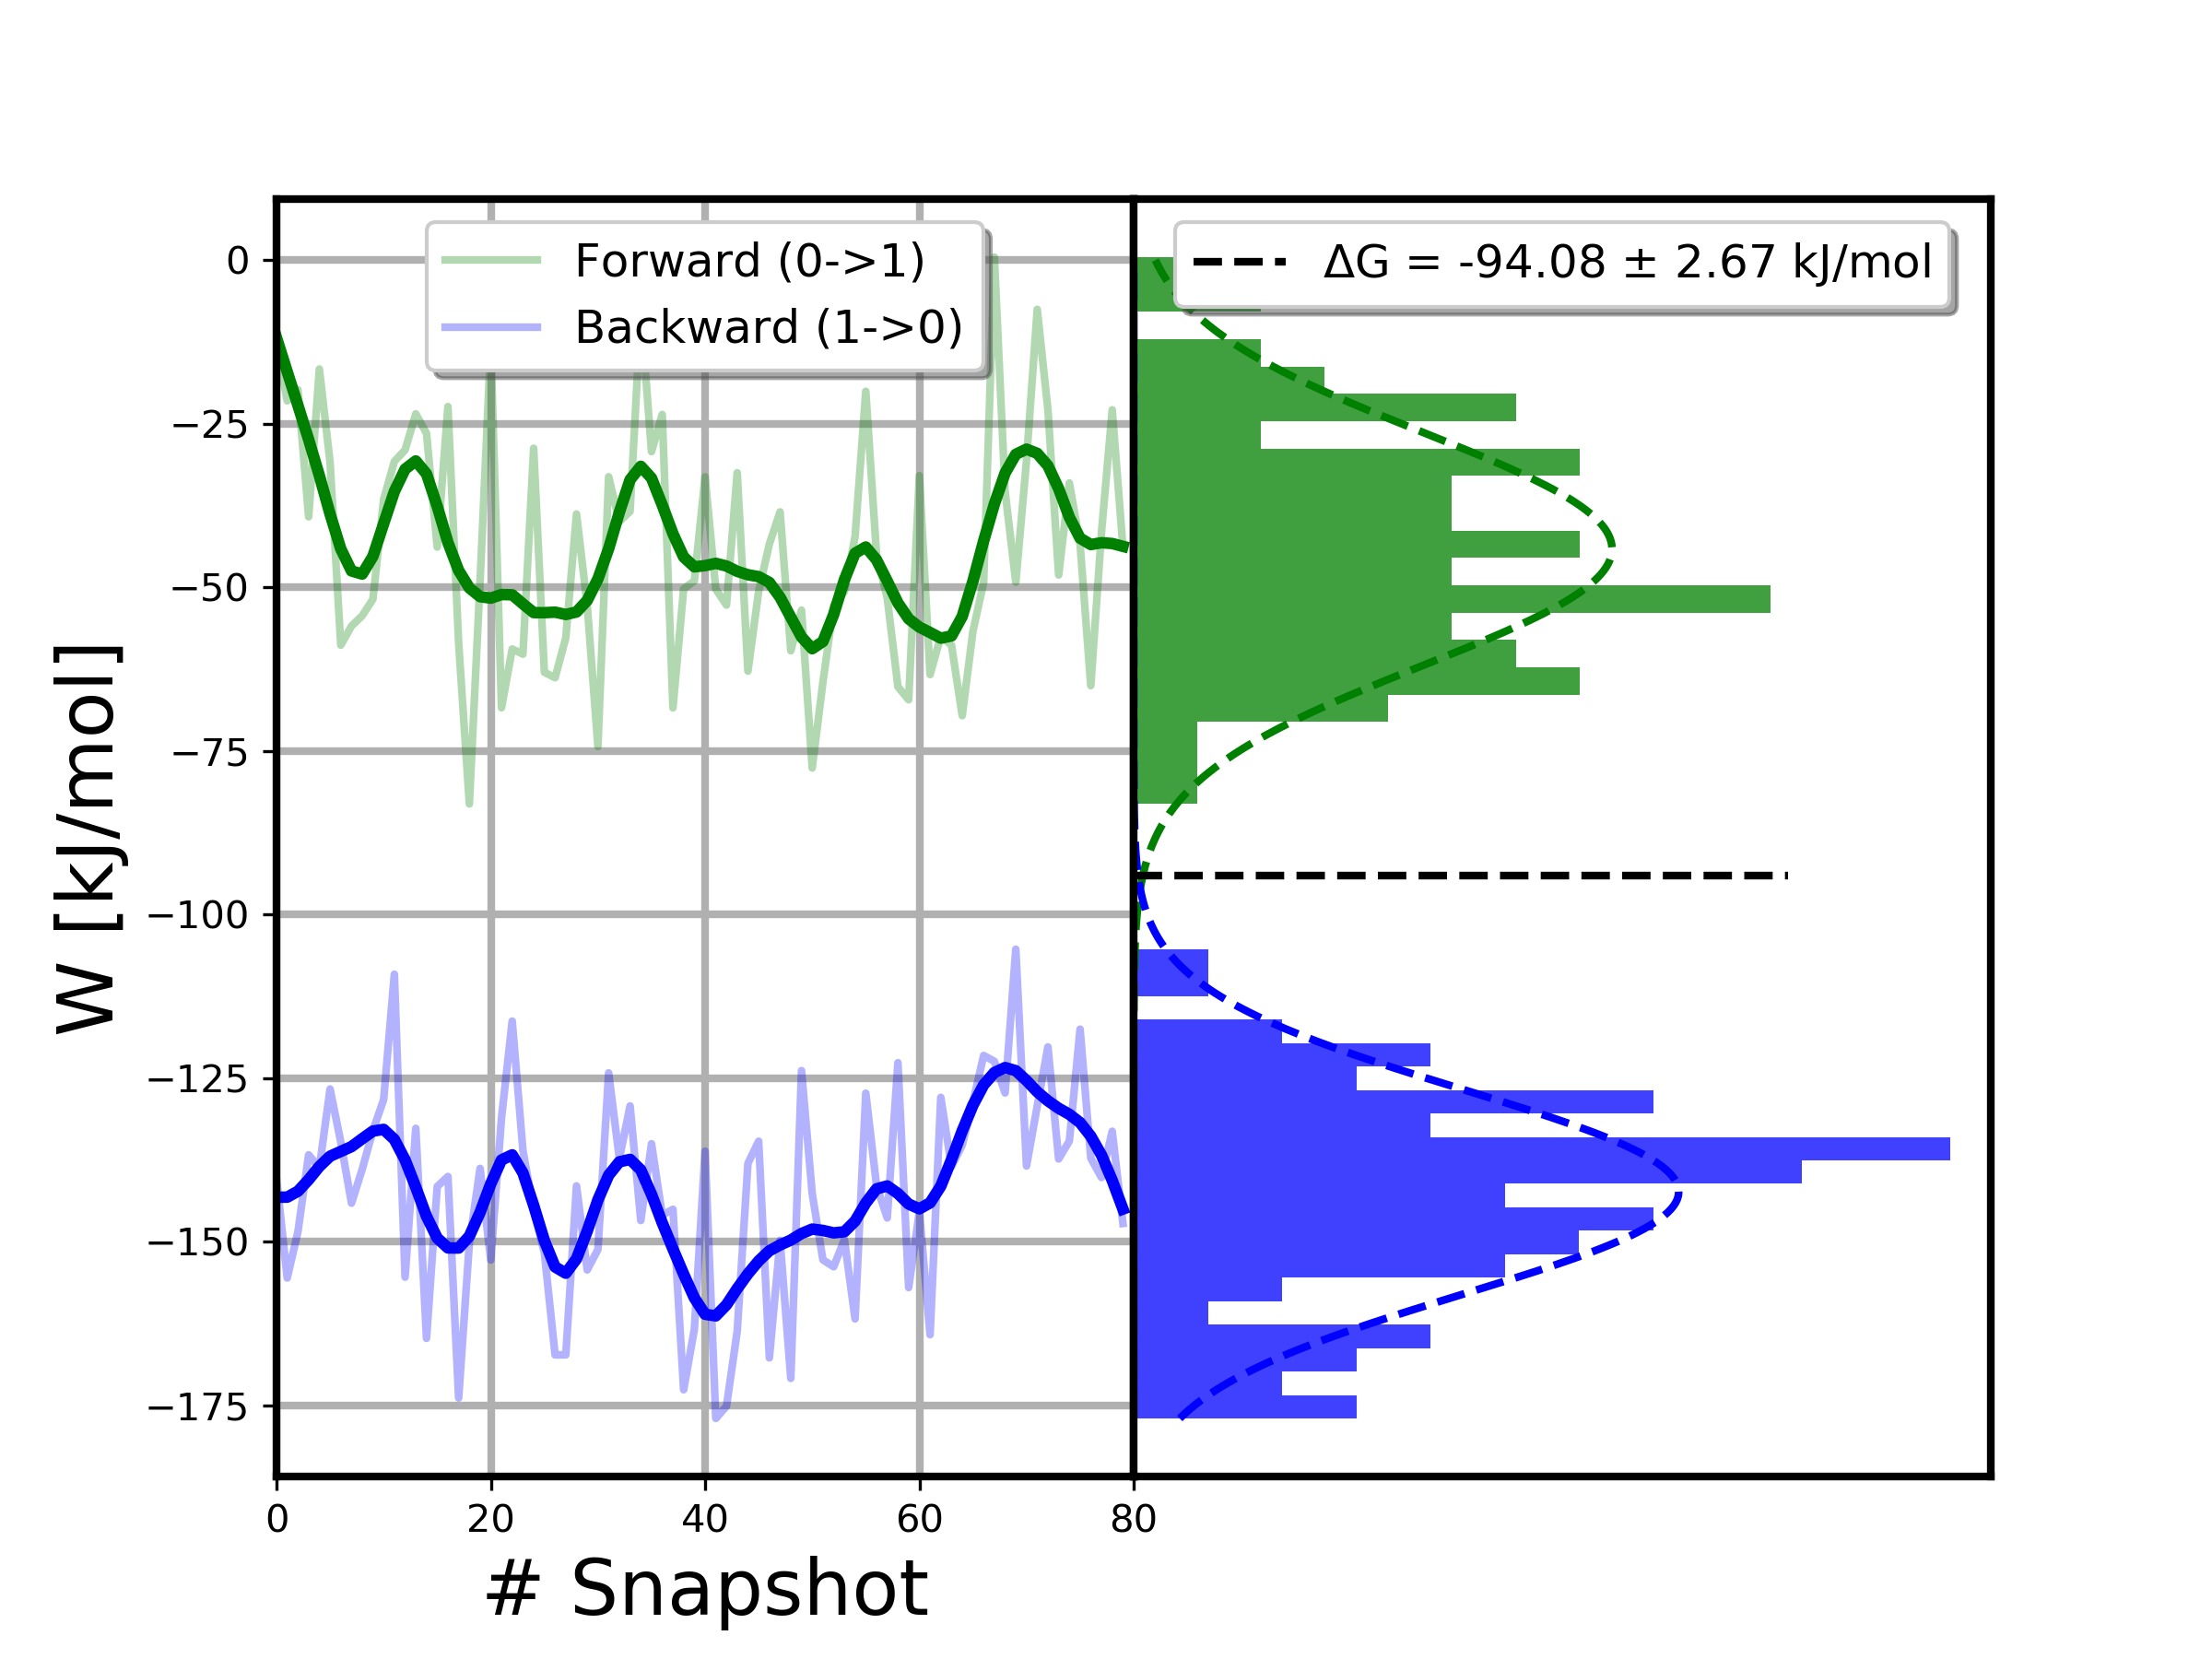 Forward (0->1)
Backward (1->0)
ΔG = -94.08 ± 2.67 kJ/mol
W [kJ/mol]
0
−25
−50
−75
−100
−125
−150
−175
0 20 40 60 80
# Snapshot